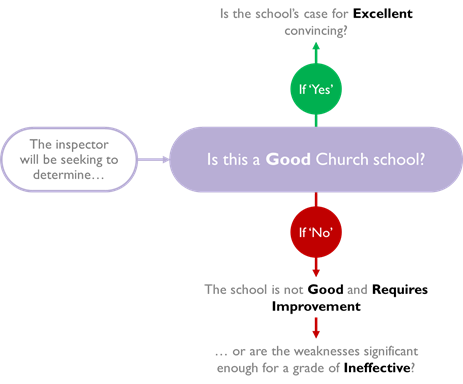 Is the school's case for Excellent
convincing?
If 'Yes'
The inspector
will be seeking to
determine…
Is this a Good Church school?
If 'No'
The school is not Good and Requires
Improvement
… or are the weaknesses significant
enough for a grade of Ineffective?